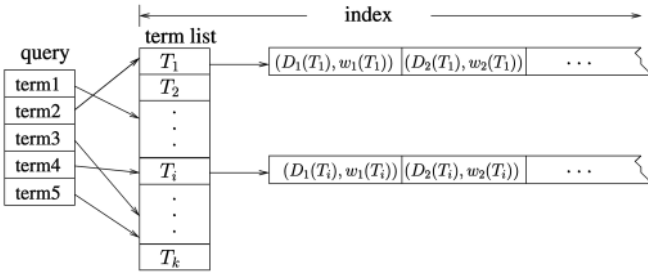 index
term list
query
T₁ (D₁(T₁), w₁(T₁)) (D₂(T₁), w₂(T₁)) · · ·
term1 T₂
term2 ·
term3 ·
·
term4 Tᵢ (D₁(Tᵢ), w₁(Tᵢ)) (D₂(Tᵢ), w₂(Tᵢ)) · · ·
term5 ·
·
·
Tₖ